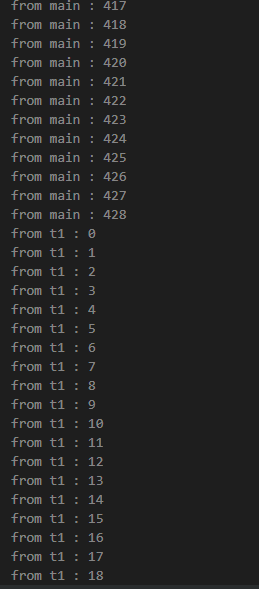 from main : 417
from main : 418
from main : 419
from main : 420
from main : 421
from main : 422
from main : 423
from main : 424
from main : 425
from main : 426
from main : 427
from main : 428
from t1 : 0
from t1 : 1
from t1 : 2
from t1 : 3
from t1 : 4
from t1 : 5
from t1 : 6
from t1 : 7
from t1 : 8
from t1 : 9
from t1 : 10
from t1 : 11
from t1 : 12
from t1 : 13
from t1 : 14
from t1 : 15
from t1 : 16
from t1 : 17
from t1 : 18